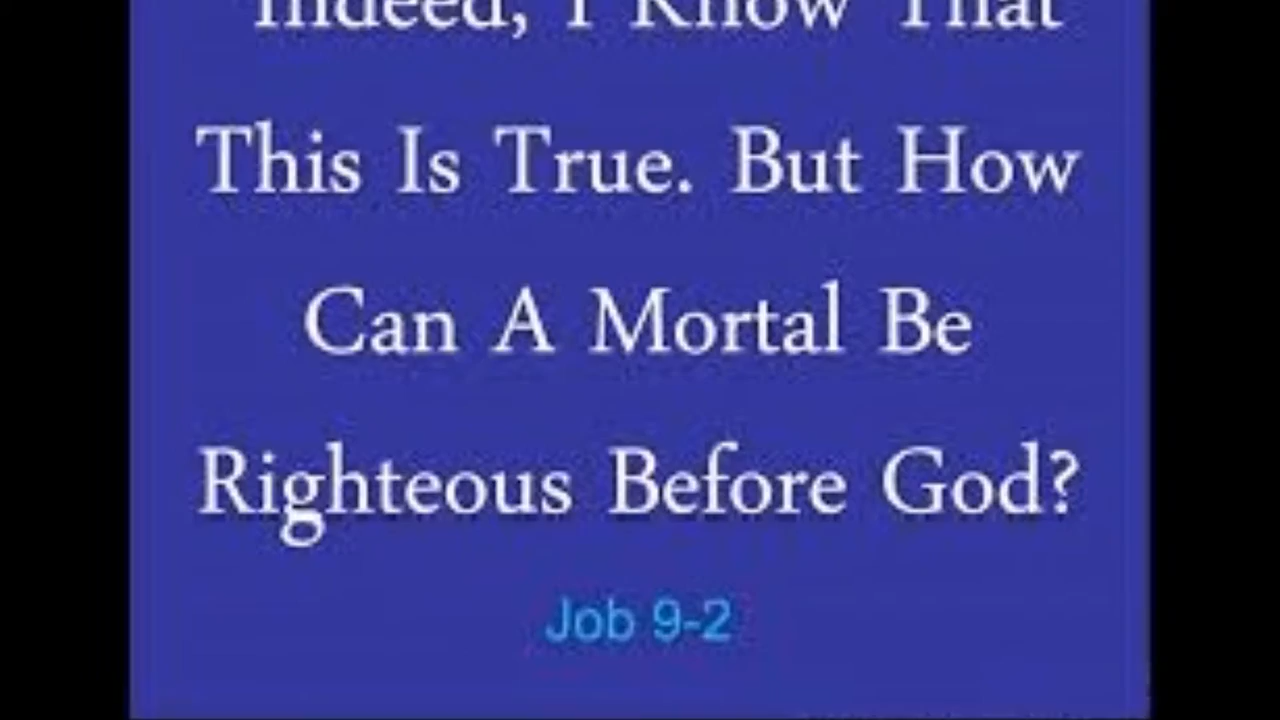 Indeed, I Know That
This Is True. But How
Can A Mortal Be
Righteous Before God?
Job 9-2